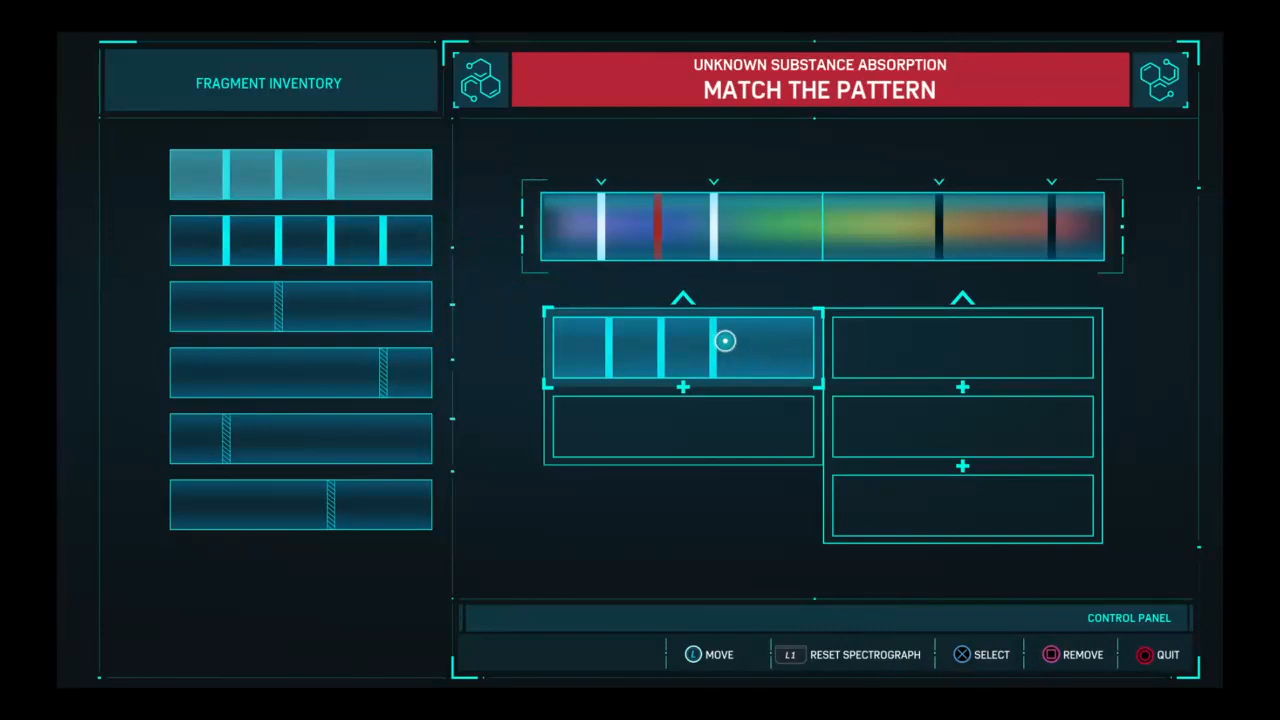 FRAGMENT INVENTORY
UNKNOWN SUBSTANCE ABSORPTION
MATCH THE PATTERN
CONTROL PANEL
L MOVE
L1 RESET SPECTROGRAPH
SELECT
REMOVE
QUIT